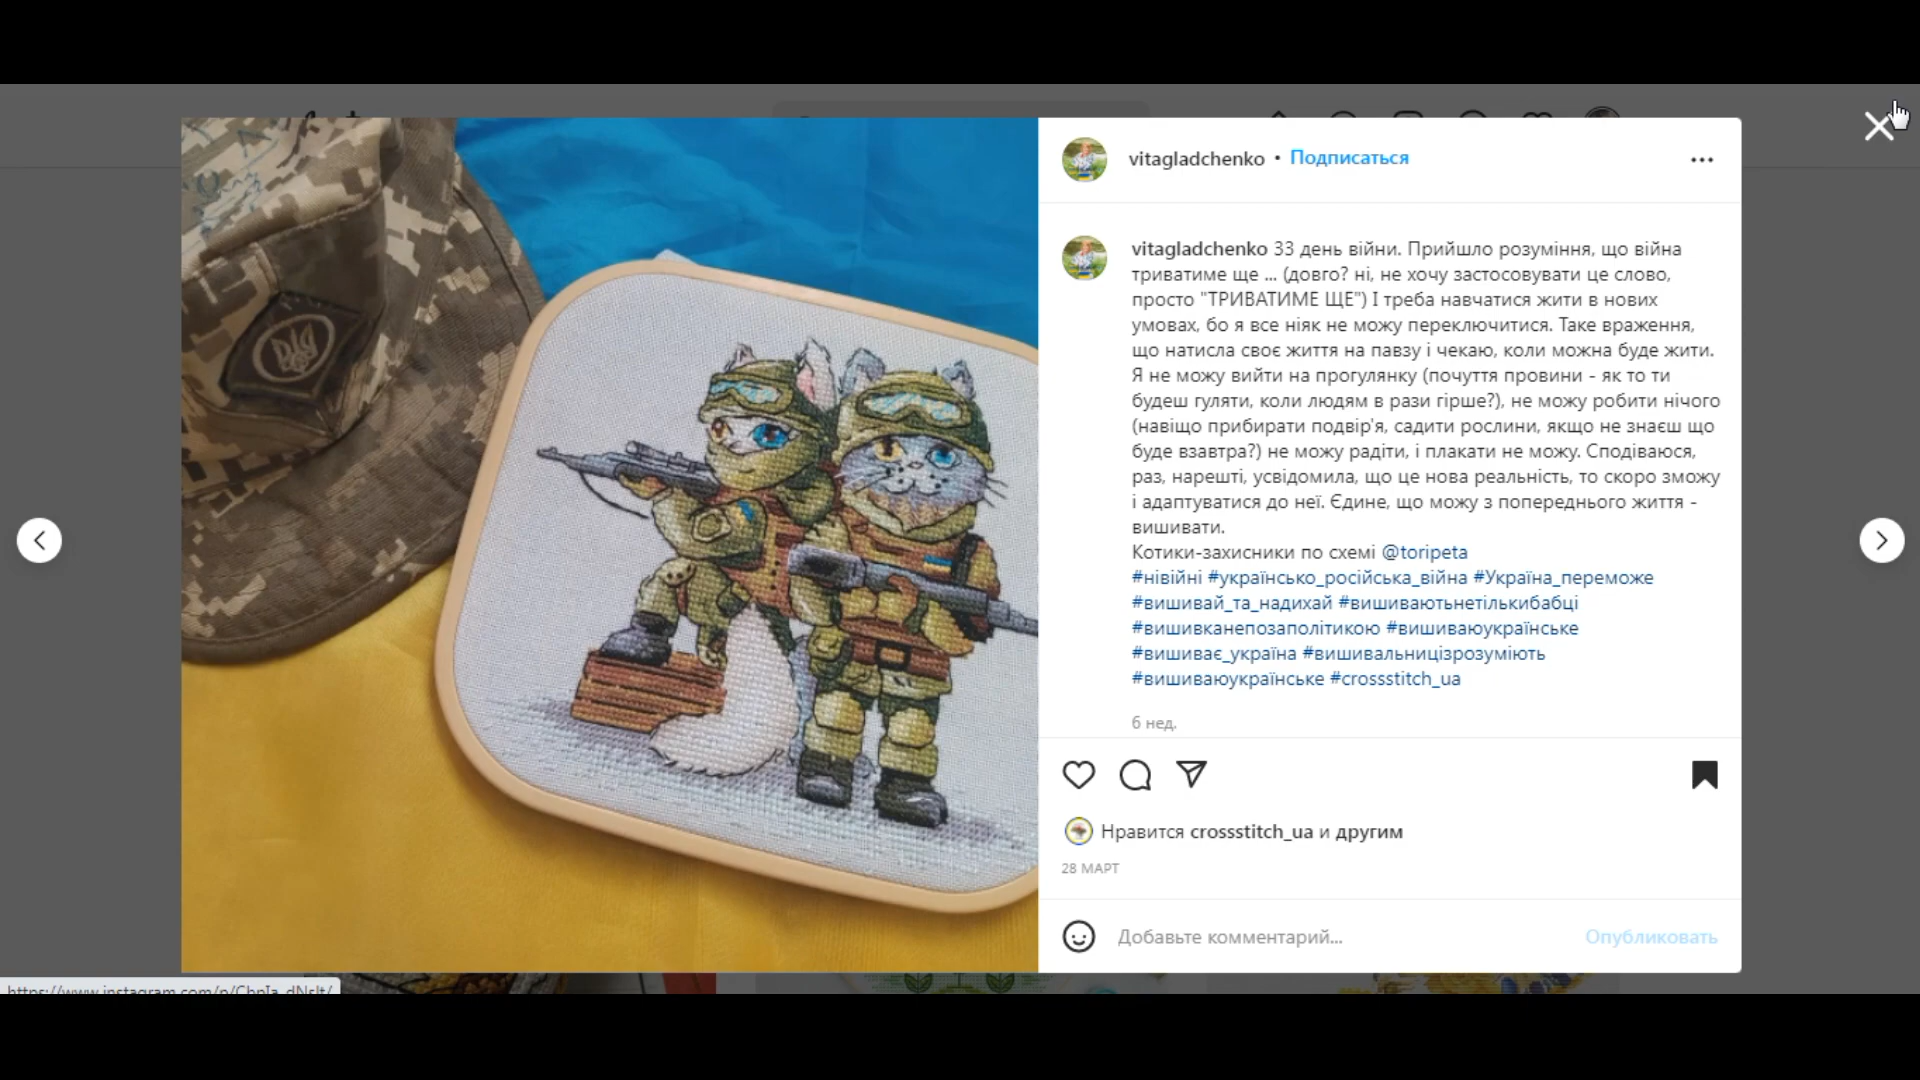 vitagladchenko • Подписаться
vitagladchenko 33 день війни. Прийшло розуміння, що війна
триватиме ще ... (довго? ні, не хочу застосовувати це слово,
просто "ТРИВАТИМЕ ЩЕ") І треба навчатися жити в нових
умовах, бо я все ніяк не можу переключитися. Таке враження,
що натисла своє життя на павзу і чекаю, коли можна буде жити.
Я не можу вийти на прогулянку (почуття провини - як то ти
будеш гуляти, коли людям в рази гірше?), не можу робити нічого
(навіщо прибирати подвір'я, садити рослини, якщо не знаєш що
буде взавтра?) не можу радіти, і плакати не можу. Сподіваюся,
раз, нарешті, усвідомила, що це нова реальність, то скоро зможу
і адаптуватися до неї. Єдине, що можу з попереднього життя -
вишивати.
Котики-захисники по схемі @toripeta
#нівійні #українсько_російська_війна #Україна_переможе
#вишивай_та_надихай #вишиваютьнетількибабці
#вишивканепозаполітикою #вишиваюукраїнське
#вишиває_україна #вишивальницізрозуміють
#вишиваюукраїнське #crossstitch_ua
6 нед.
Нравится crossstitch_ua и другим
28 МАРТ
Добавьте комментарий...
Опубликовать